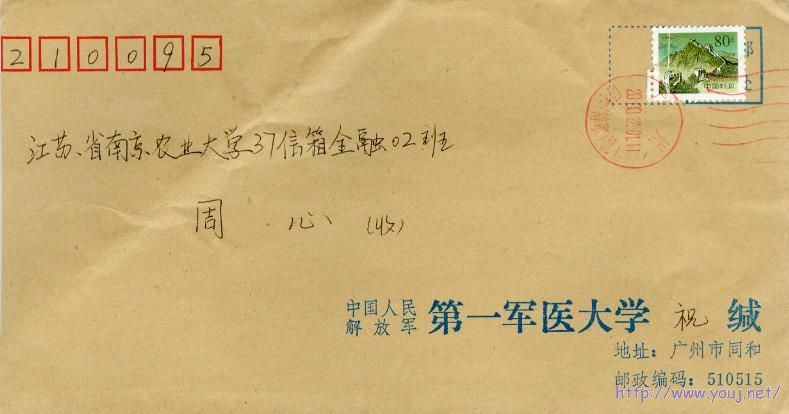 210095
80分
中国邮政
江苏省南京农业大学37信箱金融02班
周心(收)
中国人民
解放军
第一军医大学 祝 缄
地址：广州市同和
邮政编码：510515
http://www.youj.net/